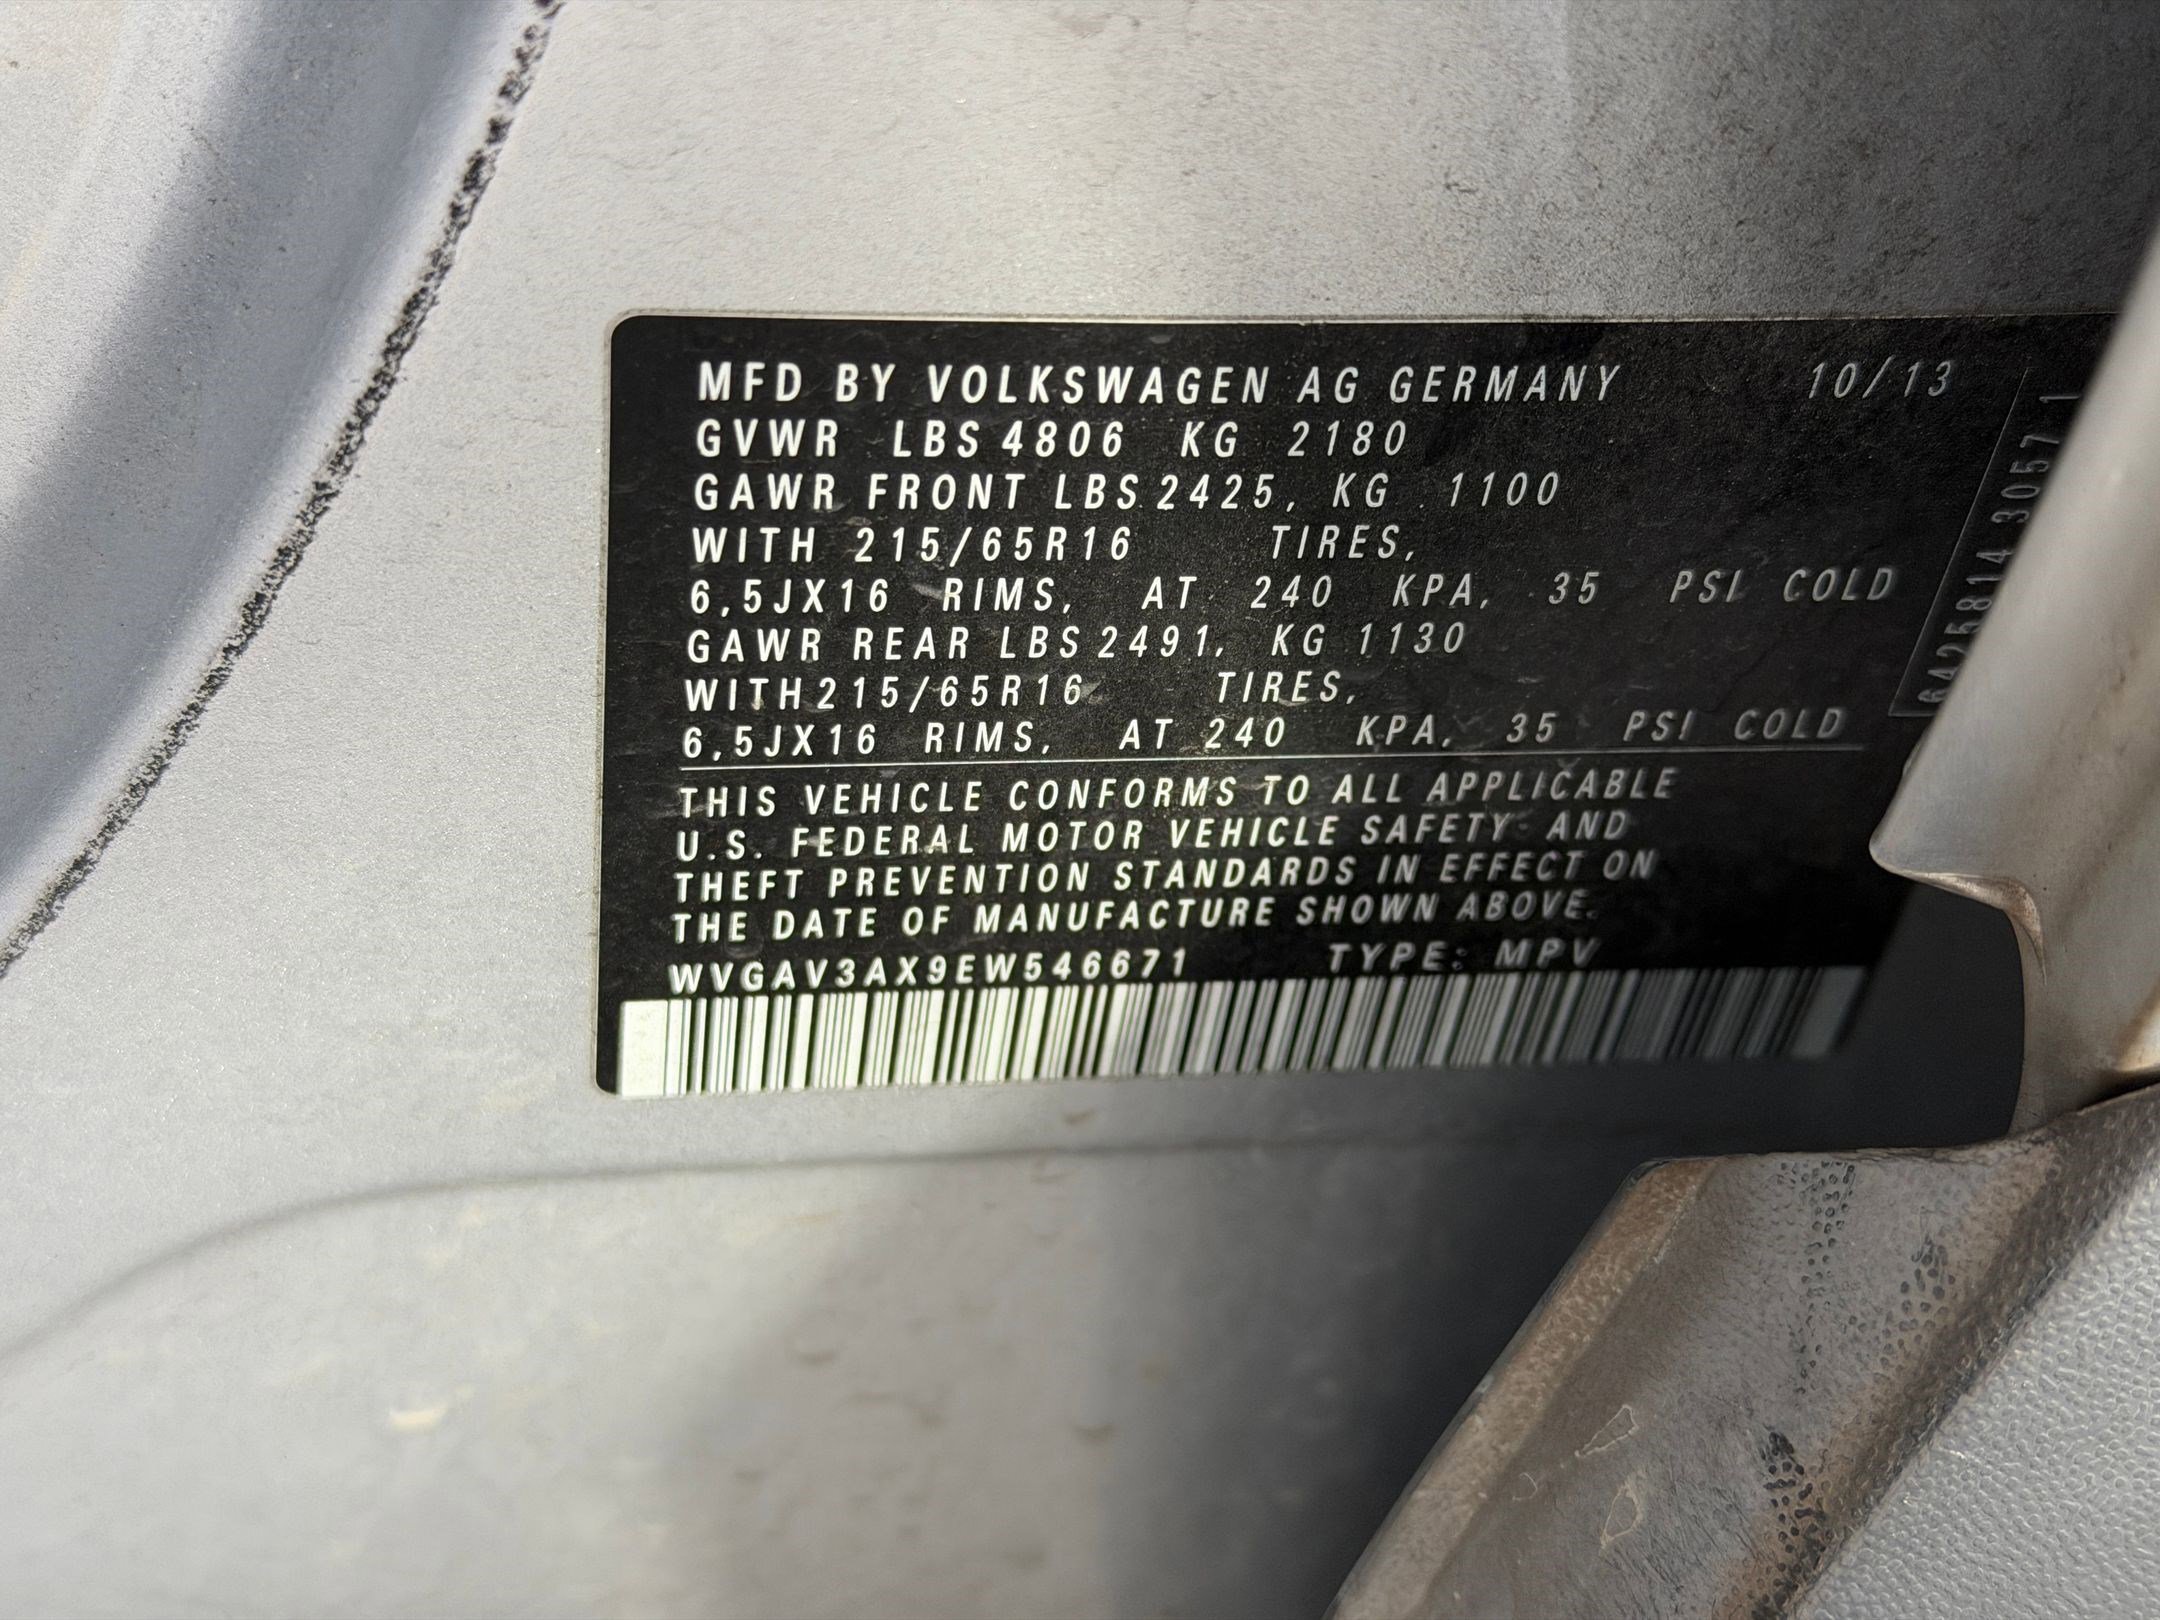 MFD BY VOLKSWAGEN AG GERMANY 10/13
GVWR LBS 4806 KG 2180
GAWR FRONT LBS 2425, KG 1100
WITH 215/65R16 TIRES,
6,5JX16 RIMS, AT 240 KPA, 35 PSI COLD
GAWR REAR LBS 2491, KG 1130
WITH 215/65R16 TIRES,
6,5JX16 RIMS, AT 240 KPA, 35 PSI COLD
THIS VEHICLE CONFORMS TO ALL APPLICABLE
U.S. FEDERAL MOTOR VEHICLE SAFETY AND
THEFT PREVENTION STANDARDS IN EFFECT ON
THE DATE OF MANUFACTURE SHOWN ABOVE.
WVGAV3AX9EW546671 TYPE: MPV